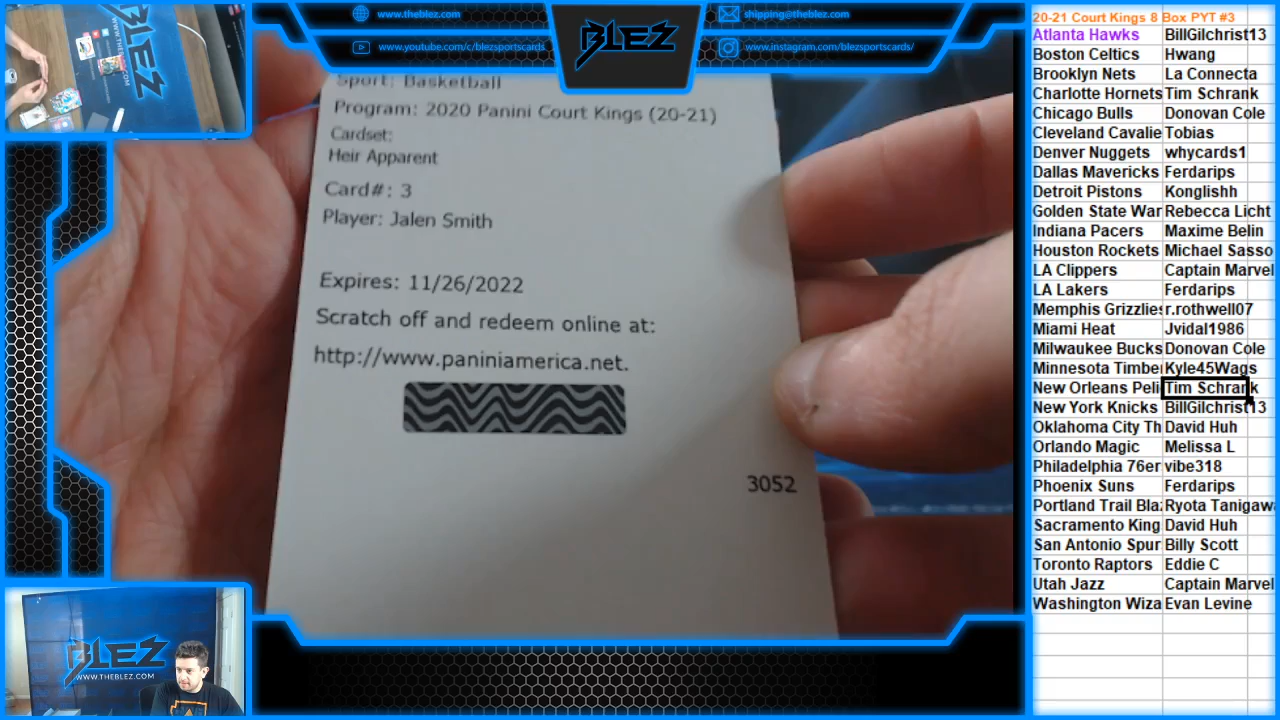 www.theblez.com
www.youtube.com/c/blezsportscards
BLEZ
shipping@theblez.com
www.instagram.com/blezsportscards/
Sport: Basketball
Program: 2020 Panini Court Kings (20-21)
Cardset:
Heir Apparent
Card#: 3
Player: Jalen Smith
Expires: 11/26/2022
Scratch off and redeem online at:
http://www.paniniamerica.net.
3052
BLEZ
WWW.THEBLEZ.COM
BLEZ
20-21 Court Kings 8 Box PYT #3
Atlanta Hawks BillGilchrist13
Boston Celtics Hwang
Brooklyn Nets La Connecta
Charlotte Hornets Tim Schrank
Chicago Bulls Donovan Cole
Cleveland Cavalie Tobias
Denver Nuggets whycards1
Dallas Mavericks Ferdarips
Detroit Pistons Konglishh
Golden State War Rebecca Licht
Indiana Pacers Maxime Belin
Houston Rockets Michael Sasso
LA Clippers Captain Marvel
LA Lakers Ferdarips
Memphis Grizzlies r.rothwell07
Miami Heat Jvidal1986
Milwaukee Bucks Donovan Cole
Minnesota Timbe Kyle45Wags
New Orleans Peli Tim Schrank
New York Knicks BillGilchrist13
Oklahoma City Th David Huh
Orlando Magic Melissa L
Philadelphia 76er vibe318
Phoenix Suns Ferdarips
Portland Trail Bla Ryota Tanigaw
Sacramento King David Huh
San Antonio Spur Billy Scott
Toronto Raptors Eddie C
Utah Jazz Captain Marvel
Washington Wiza Evan Levine